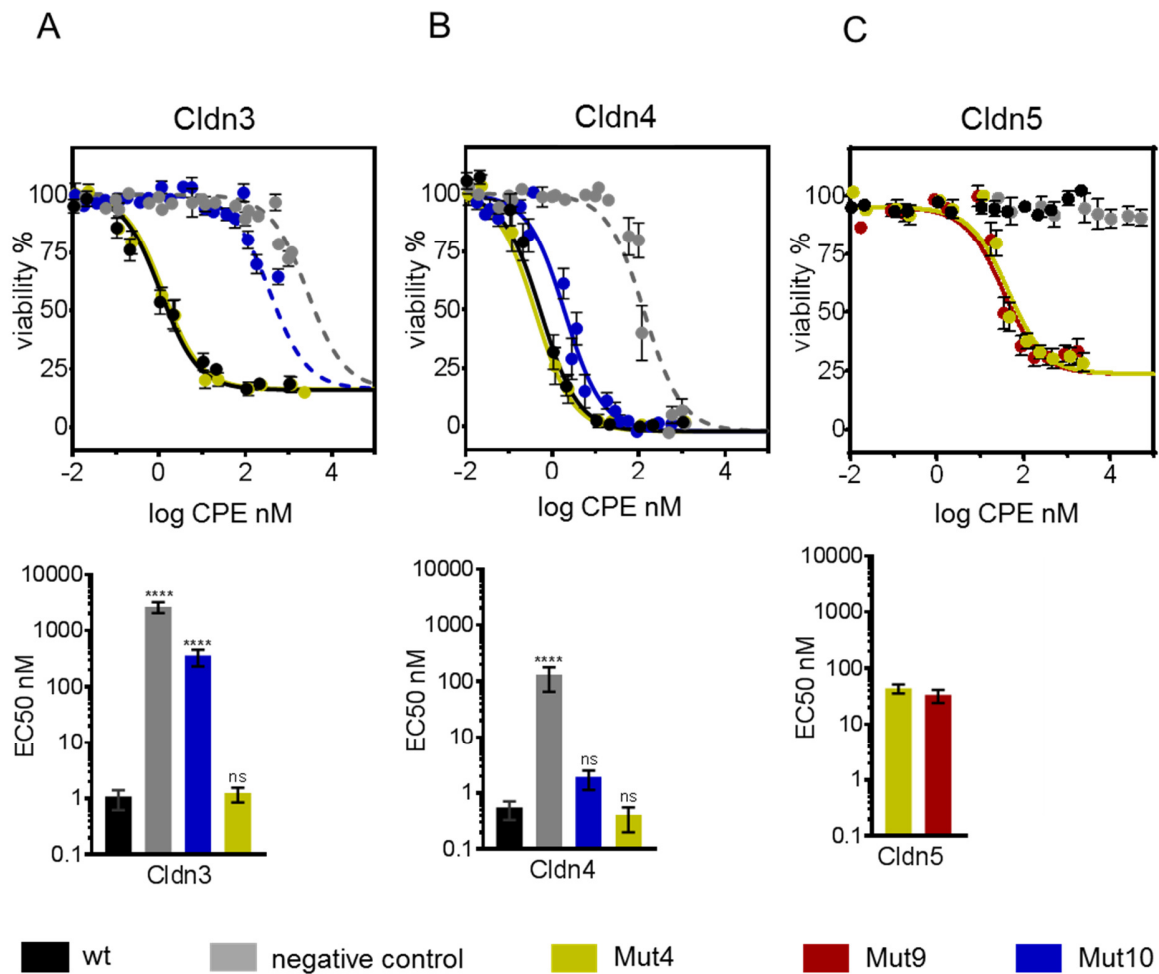 A
B
C
Cldn3
Cldn4
Cldn5
viability %
100
75
50
25
0
-2
0
2
4
log CPE nM
viability %
100
75
50
25
0
-2
0
2
4
log CPE nM
viability %
100
75
50
25
0
-2
0
2
4
log CPE nM
EC50 nM
10000
1000
100
10
1
0.1
****
****
ns
Cldn3
EC50 nM
10000
1000
100
10
1
0.1
****
ns
ns
Cldn4
EC50 nM
10000
1000
100
10
1
0.1
Cldn5
wt
negative control
Mut4
Mut9
Mut10